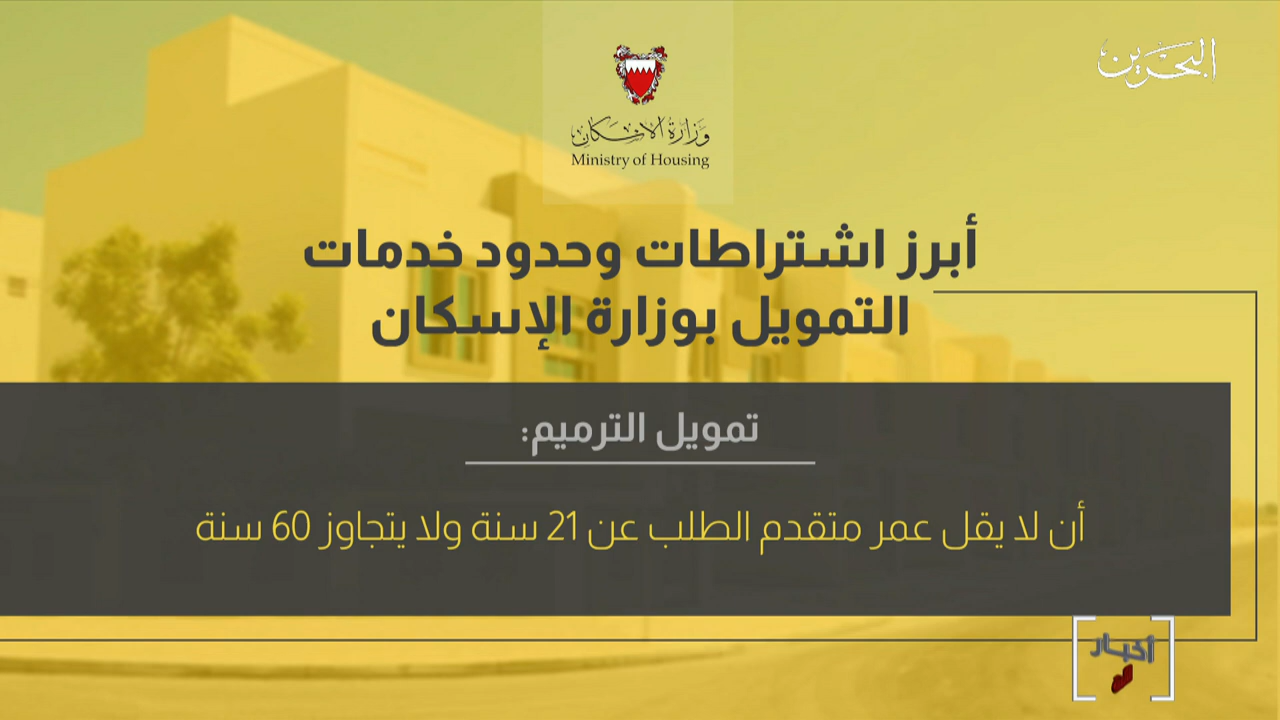 البحرين
وزارة الإسكان
Ministry of Housing
أبرز اشتراطات وحدود خدمات
التمويل بوزارة الإسكان
تمويل الترميم:
أن لا يقل عمر متقدم الطلب عن 21 سنة ولا يتجاوز 60 سنة
أخبار